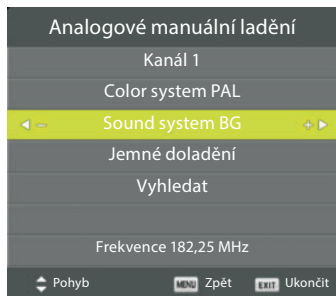 Analogové manuální ladění
Kanál 1
Color system PAL
Sound system BG
Jemné doladění
Vyhledat
Frekvence 182,25 MHz
Pohyb MENU Zpět EXIT Ukončit